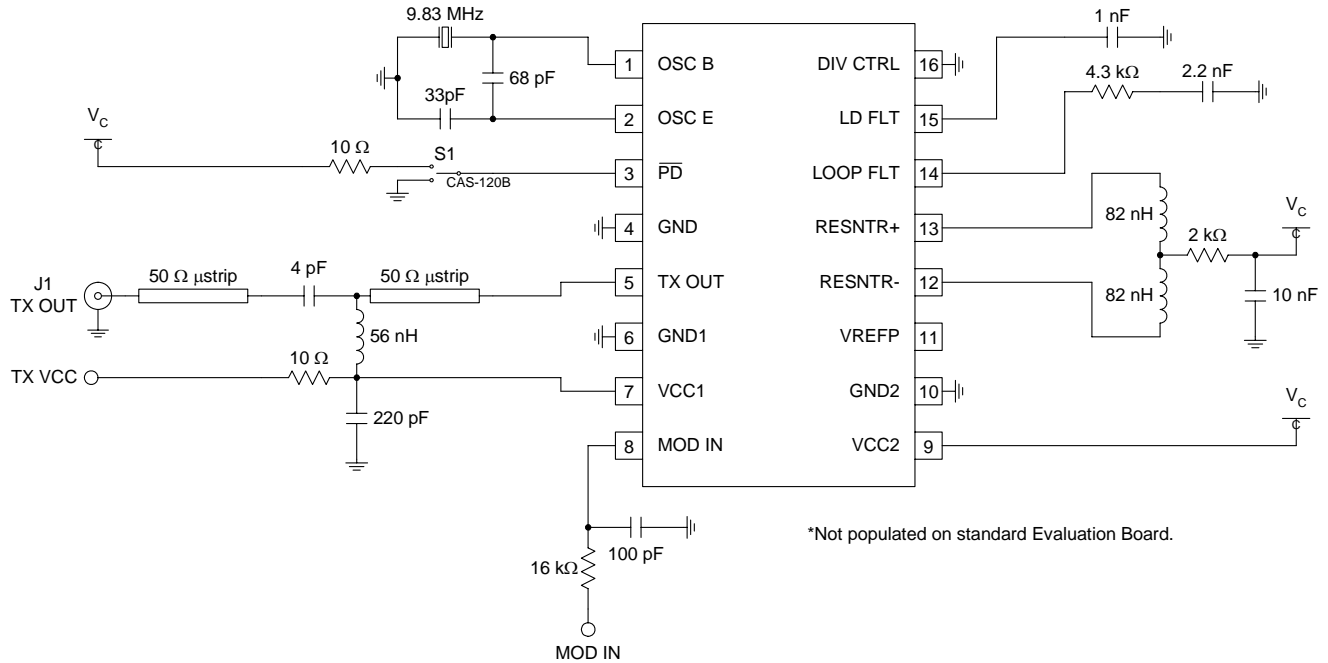 9.83 MHz
68 pF
33pF
1 OSC B
2 OSC E
3 PD
4 GND
5 TX OUT
6 GND1
7 VCC1
8 MOD IN
DIV CTRL 16
LD FLT 15
LOOP FLT 14
RESNTR+ 13
RESNTR- 12
VREFP 11
GND2 10
VCC2 9
1 nF
4.3 kΩ
2.2 nF
82 nH
82 nH
2 kΩ
VC
C
10 nF
VC
C
VC
C
10 Ω
S1
CAS-120B
J1
TX OUT
50 Ω μstrip
4 pF
50 Ω μstrip
56 nH
10 Ω
TX VCC
220 pF
100 pF
16 kΩ
MOD IN
*Not populated on standard Evaluation Board.